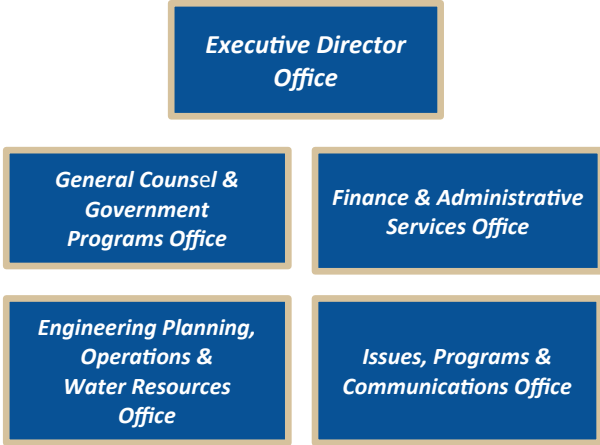 Executive Director
Office
General Counsel &
Government
Programs Office
Finance & Administrative
Services Office
Engineering Planning,
Operations &
Water Resources
Office
Issues, Programs &
Communications Office